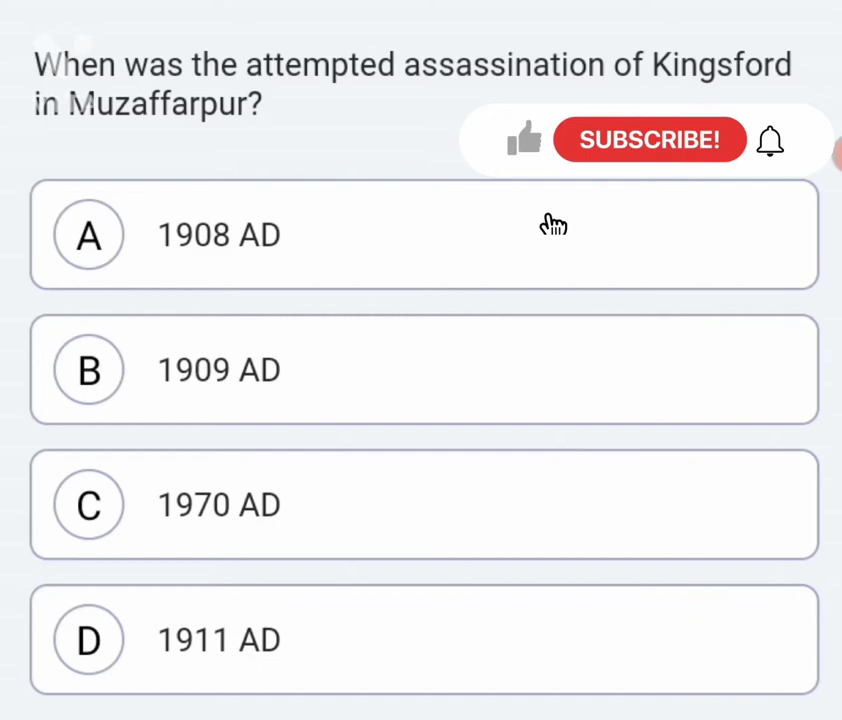 When was the attempted assassination of Kingsford
in Muzaffarpur?
SUBSCRIBE!
A 1908 AD
B 1909 AD
C 1970 AD
D 1911 AD